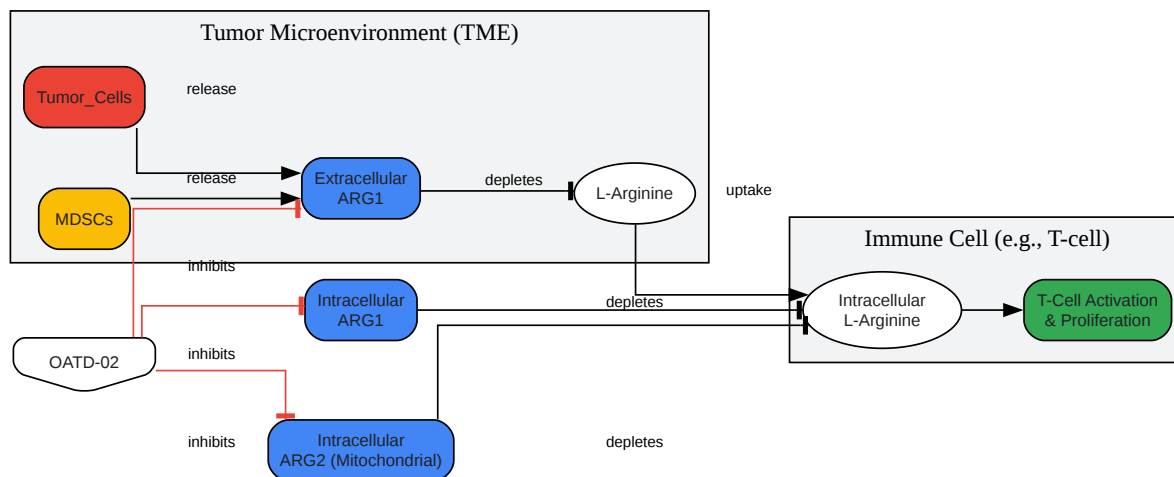 Tumor Microenvironment (TME)
release
Tumor_Cells
release
Extracellular
ARG1
depletes
L-Arginine
uptake
MDSCs
Immune Cell (e.g., T-cell)
inhibits
Intracellular
ARG1
depletes
Intracellular
L-Arginine
T-Cell Activation
& Proliferation
OATD-02
inhibits
inhibits
Intracellular
ARG2 (Mitochondrial)
depletes